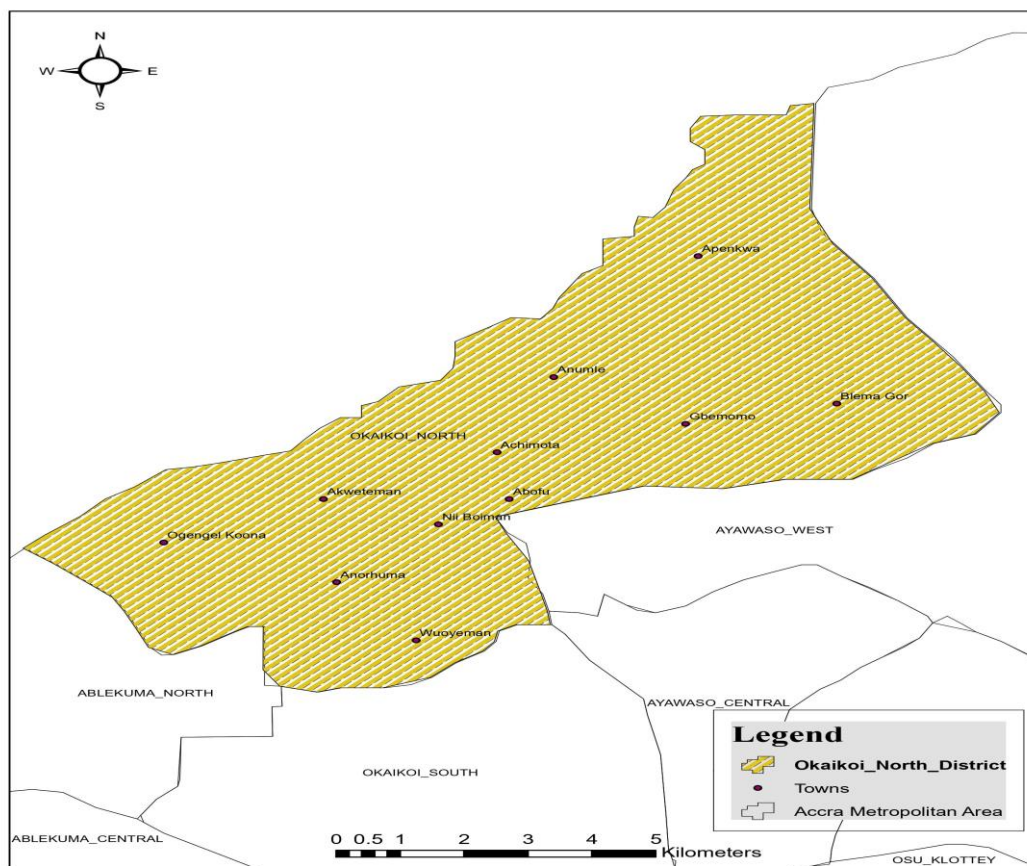 N
W E
S
Apenkwa
Anumle
Blema Gor
Gbemomo
OKAIKOI_NORTH
Achimota
Akweteman
Abofu
Nii Boiman
AYAWASO_WEST
Ogengel Koona
Anorhuma
Wuoyeman
ABLEKUMA_NORTH
AYAWASO_CENTRAL
Legend
Okaikoi_North_District
Towns
Accra Metropolitan Area
OKAIKOI_SOUTH
ABLEKUMA_CENTRAL
0 0.5 1 2 3 4 5
Kilometers
OSU_KLOTTEY